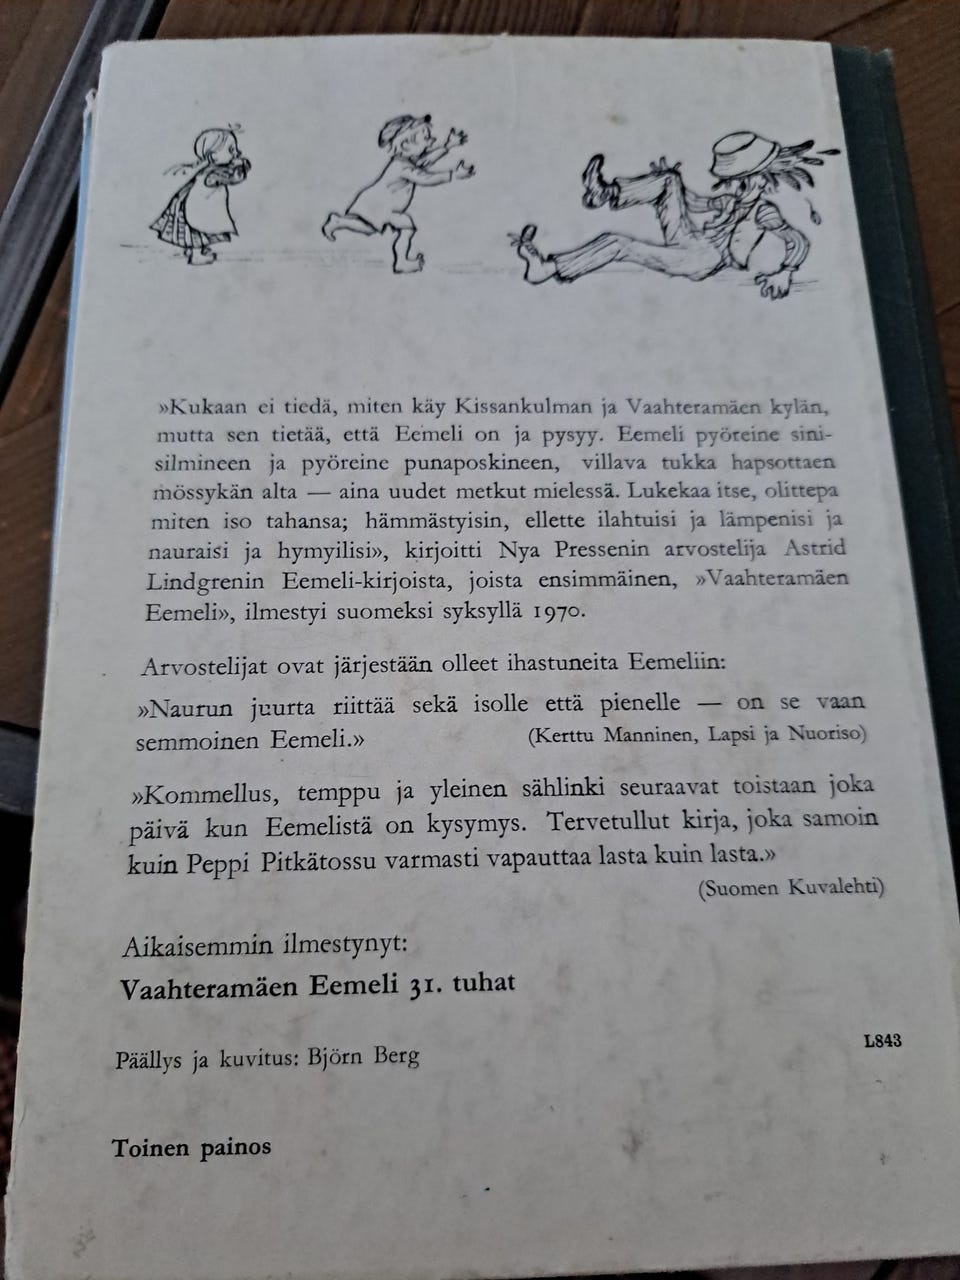 »Kukaan ei tiedä, miten käy Kissankulman ja Vaahteramäen kylän,
mutta sen tietää, että Eemeli on ja pysyy. Eemeli pyöreine sini-
silmineen ja pyöreine punaposkineen, villava tukka hapsottaen
mössykän alta — aina uudet metkut mielessä. Lukekaa itse, olittepa
miten iso tahansa; hämmästyisin, ellette ilahtuisi ja lämpenisi ja
nauraisi ja hymyilisi», kirjoitti Nya Pressenin arvostelija Astrid
Lindgrenin Eemeli-kirjoista, joista ensimmäinen, »Vaahteramäen
Eemeli», ilmestyi suomeksi syksyllä 1970.
Arvostelijat ovat järjestään olleet ihastuneita Eemeliin:
»Naurun juurta riittää sekä isolle että pienelle — on se vaan
semmoinen Eemeli.» (Kerttu Manninen, Lapsi ja Nuoriso)
»Kommellus, temppu ja yleinen sählinki seuraavat toistaan joka
päivä kun Eemelistä on kysymys. Tervetullut kirja, joka samoin
kuin Peppi Pitkätossu varmasti vapauttaa lasta kuin lasta.»
(Suomen Kuvalehti)
Aikaisemmin ilmestynyt:
Vaahteramäen Eemeli 31. tuhat
L843
Päällys ja kuvitus: Björn Berg
Toinen painos